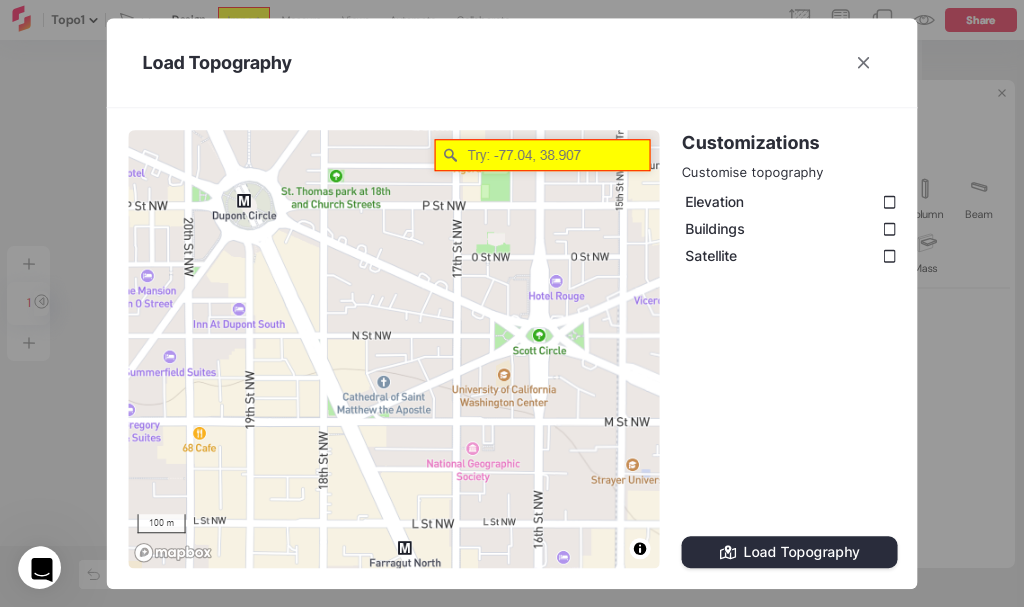 Topo1
Design
Share
Load Topography
Try: -77.04, 38.907
otel
St. Thomas park at 18th
and Church Streets
P St NW
Dupont Circle
P St NW
15th St NW
20th St NW
17th St NW
O St NW
O St NW
e Mansion
n O Street
Hotel Rouge
Vicer
Inn At Dupont South
N St NW
Scott Circle
ummerfield Suites
University of California
Washington Center
Cathedral of Saint
Matthew the Apostle
19th St NW
regory
& Suites
M St NW
68 Cafe
18th St NW
National Geographic
Society
Strayer Univer
16th St NW
100 m
L St NW
L St NW
L St NW
mapbox
Farragut North
Customizations
Customise topography
Elevation
Buildings
Satellite
Load Topography
olumn
Beam
Mass
1